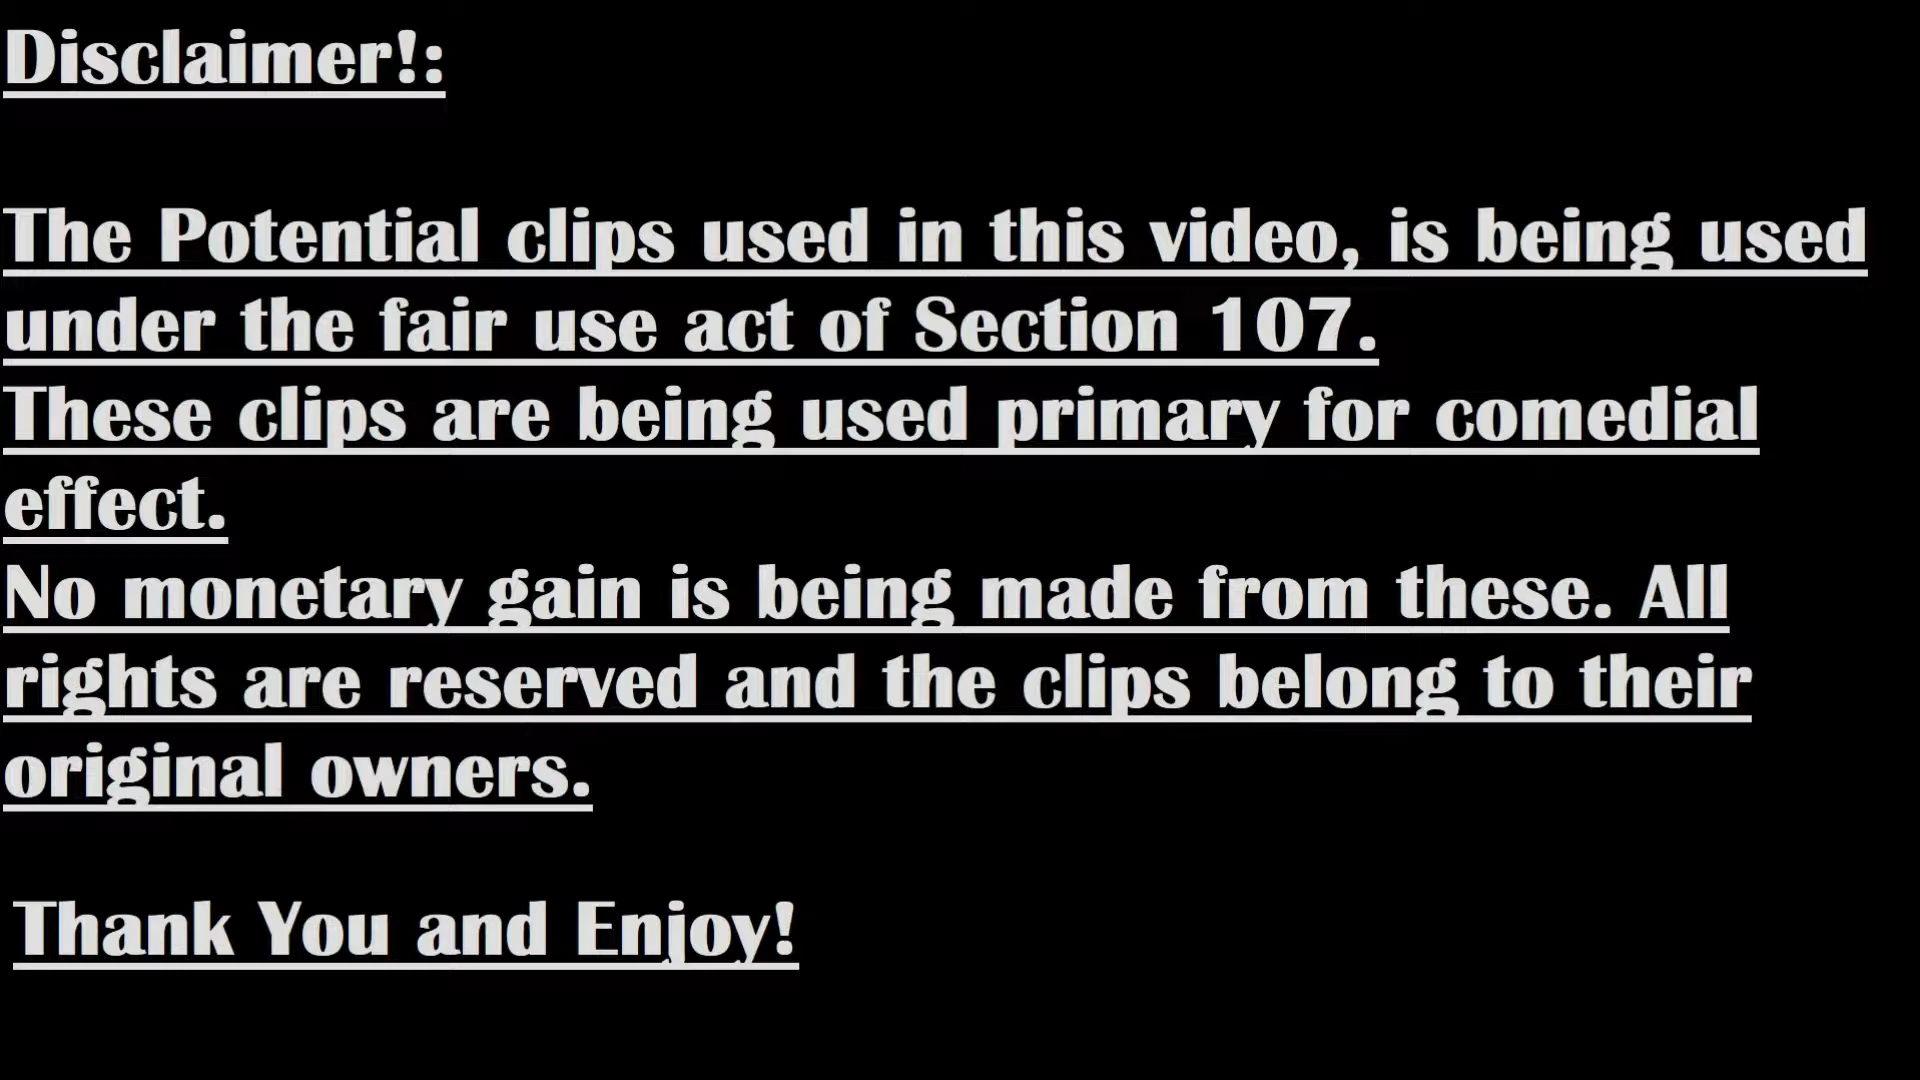 Disclaimer!:
The Potential clips used in this video, is being used
under the fair use act of Section 107.
These clips are being used primary for comedial
effect.
No monetary gain is being made from these. All
rights are reserved and the clips belong to their
original owners.
Thank You and Enjoy!